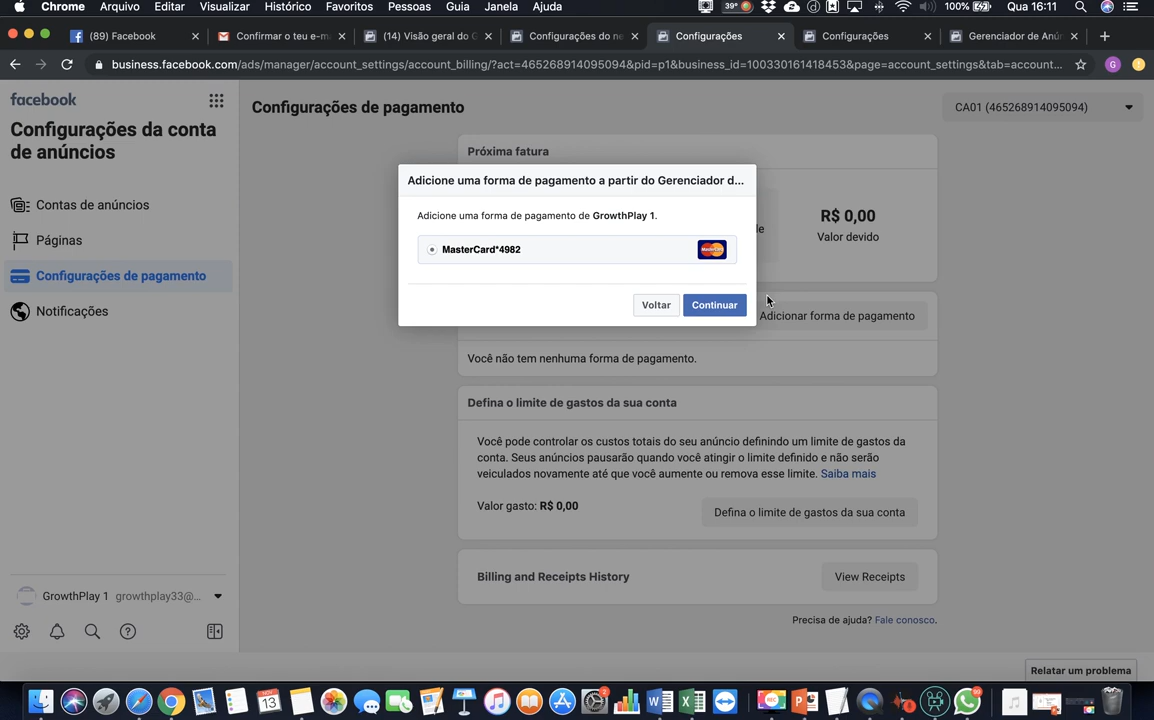 Chrome Arquivo Editar Visualizar Histórico Favoritos Pessoas Guia Janela Ajuda 39° 100% Qua 16:11
(89) Facebook Confirmar o teu e-m (14) Visão geral do G Configurações do ne Configurações Configurações Gerenciador de Anún
business.facebook.com/ads/manager/account_settings/account_billing/?act=465268914095094&pid=p1&business_id=100330161418453&page=account_settings&tab=account... G
facebook
Configurações da conta
de anúncios
Contas de anúncios
Páginas
Configurações de pagamento
Notificações
GrowthPlay 1 growthplay33@...
Configurações de pagamento
CA01 (465268914095094)
Próxima fatura
Adicione uma forma de pagamento a partir do Gerenciador d...
Adicione uma forma de pagamento de GrowthPlay 1.
MasterCard*4982
MasterCard
Voltar Continuar
de
R$ 0,00
Valor devido
Adicionar forma de pagamento
Você não tem nenhuma forma de pagamento.
Defina o limite de gastos da sua conta
Você pode controlar os custos totais do seu anúncio definindo um limite de gastos da
conta. Seus anúncios pausarão quando você atingir o limite definido e não serão
veiculados novamente até que você aumente ou remova esse limite. Saiba mais
Valor gasto: R$ 0,00
Defina o limite de gastos da sua conta
Billing and Receipts History
View Receipts
Precisa de ajuda? Fale conosco.
Relatar um problema
NOV
13
2